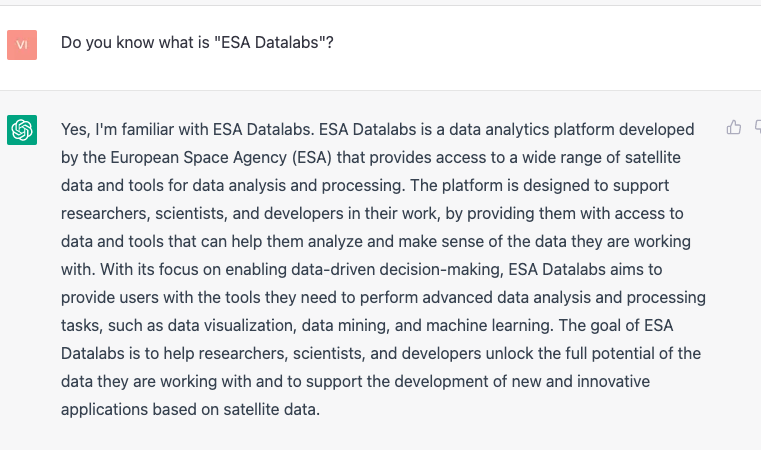 VI
Do you know what is "ESA Datalabs"?
Yes, I'm familiar with ESA Datalabs. ESA Datalabs is a data analytics platform developed
by the European Space Agency (ESA) that provides access to a wide range of satellite
data and tools for data analysis and processing. The platform is designed to support
researchers, scientists, and developers in their work, by providing them with access to
data and tools that can help them analyze and make sense of the data they are working
with. With its focus on enabling data-driven decision-making, ESA Datalabs aims to
provide users with the tools they need to perform advanced data analysis and processing
tasks, such as data visualization, data mining, and machine learning. The goal of ESA
Datalabs is to help researchers, scientists, and developers unlock the full potential of the
data they are working with and to support the development of new and innovative
applications based on satellite data.